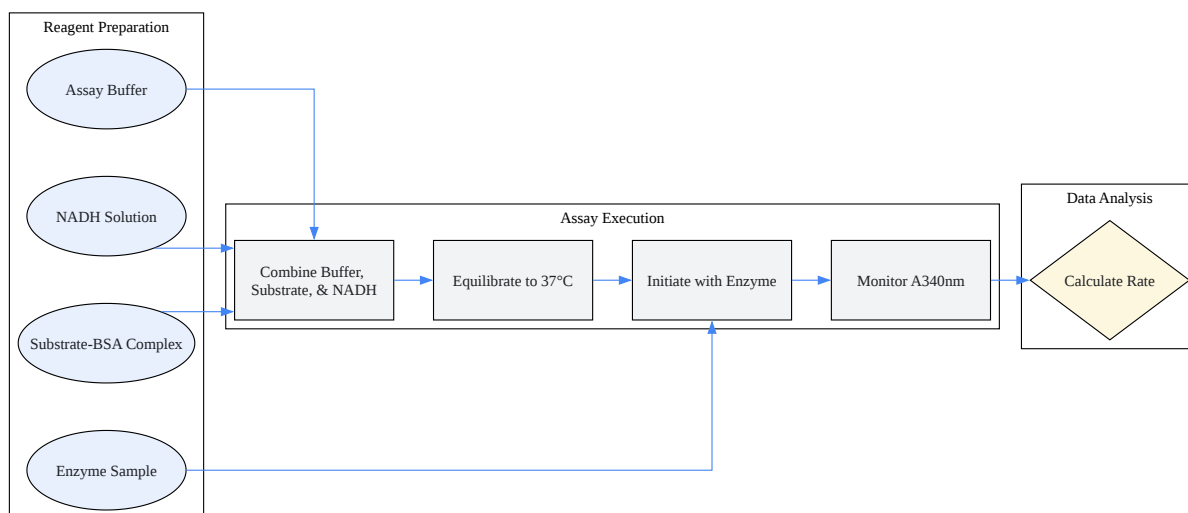 Reagent Preparation
Assay Buffer
NADH Solution
Substrate-BSA Complex
Enzyme Sample
Assay Execution
Combine Buffer,
Substrate, & NADH
Equilibrate to 37°C
Initiate with Enzyme
Monitor A340nm
Data Analysis
Calculate Rate